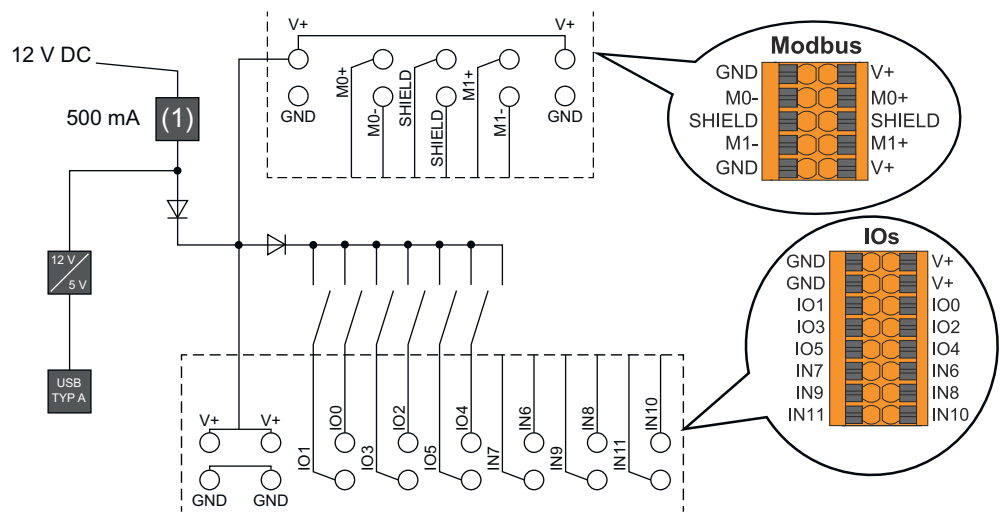 12 V DC
500 mA
(1)
12 V
5 V
USB
TYP A
V+
V+
GND
M0+
M0-
SHIELD
SHIELD
M1+
M1-
GND
Modbus
GND
V+
M0-
M0+
SHIELD
SHIELD
M1-
M1+
GND
V+
IOs
GND
V+
GND
V+
IO1
IO0
IO3
IO2
IO5
IO4
IN7
IN6
IN9
IN8
IN11
IN10
V+
V+
GND
GND
IO1
IO0
IO3
IO2
IO5
IO4
IN7
IN6
IN9
IN8
IN11
IN10